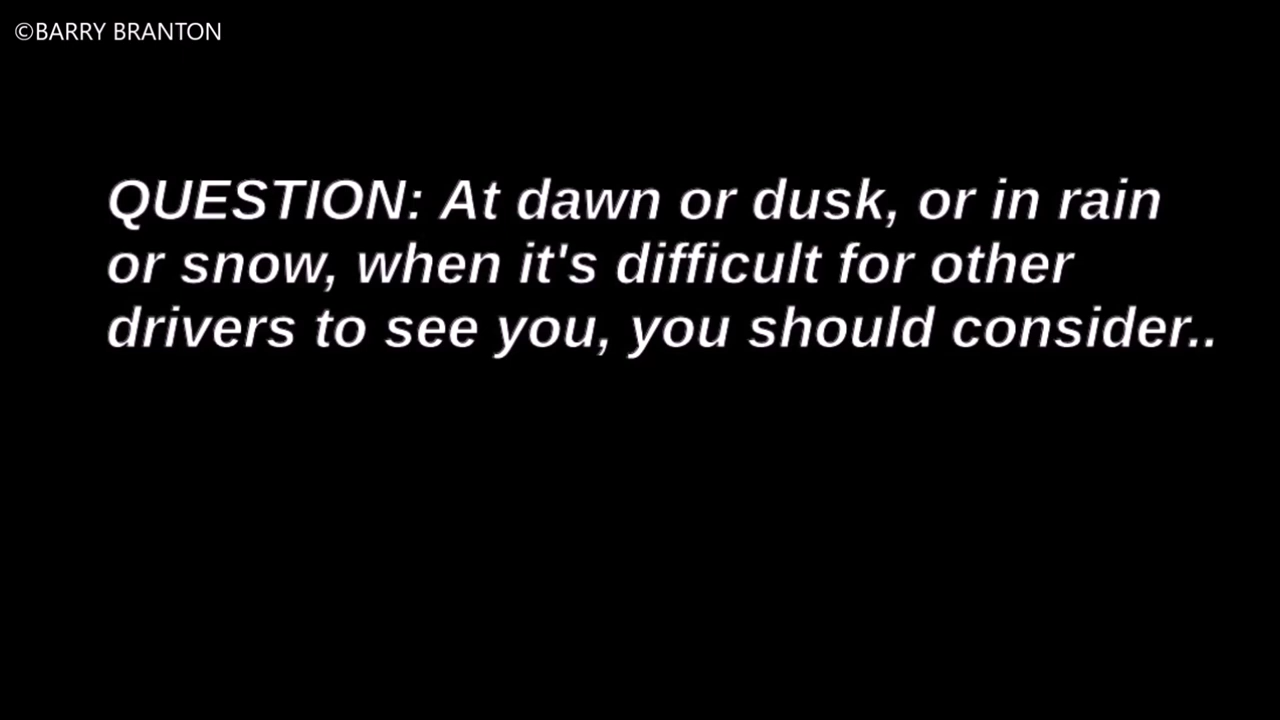 ©BARRY BRANTON
QUESTION: At dawn or dusk, or in rain
or snow, when it's difficult for other
drivers to see you, you should consider..